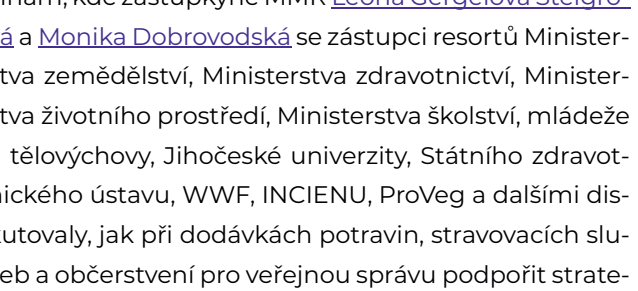 kde zástupkyně MMR Leona Gergelová Šteigro-
á a Monika Dobrovodská se zástupci resortů Minister-
tva zemědělství, Ministerstva zdravotnictví, Minister-
tva životního prostředí, Ministerstva školství, mládeže
tělovýchovy, Jihočeské univerzity, Státního zdravot-
nického ústavu, WWF, INCIENU, ProVeg a dalšími dis-
utovaly, jak při dodávkách potravin, stravovacích slu-
eb a občerstvení pro veřejnou správu podpořit strate-